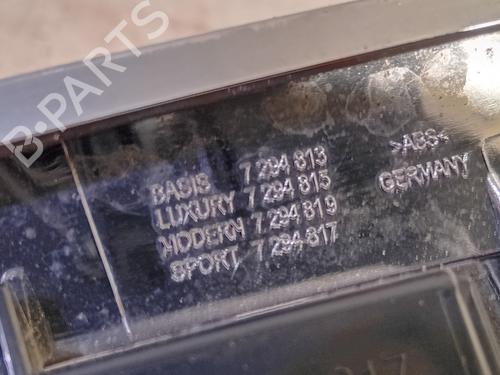 B-PARTS
BASIS 7 294 813
LUXURY 7 294 815
MODERN 7 294 819
SPORT 7 294 817
>ABS<
GERMANY